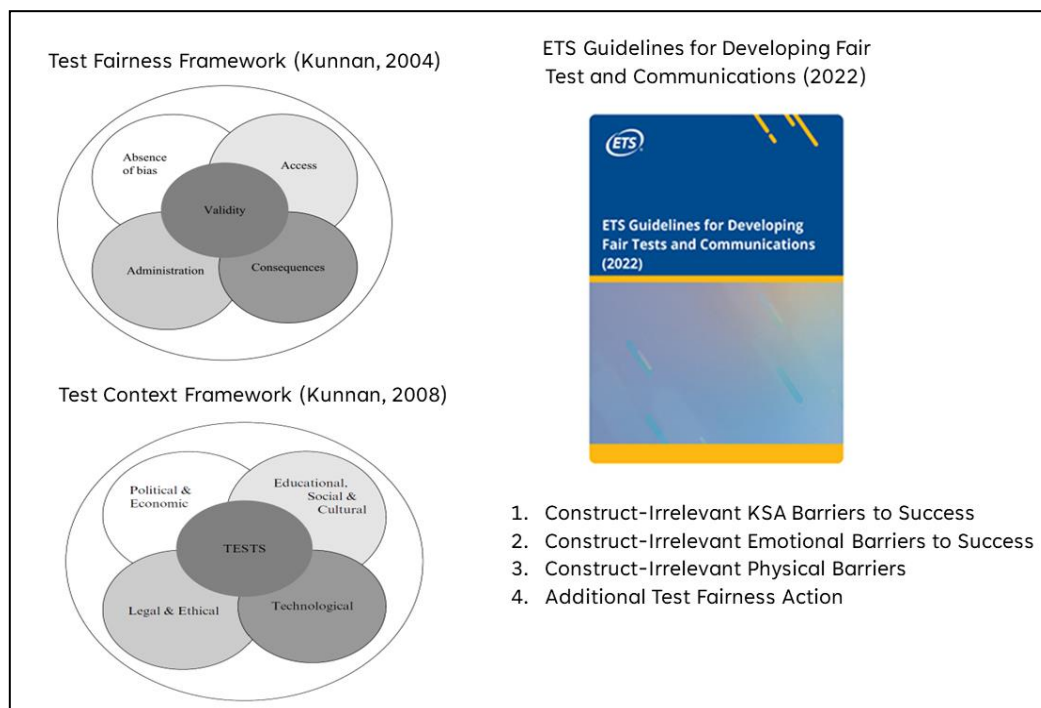 Test Fairness Framework (Kunnan, 2004)
Absence
of bias
Access
Validity
Administration
Consequences
Test Context Framework (Kunnan, 2008)
Political &
Economic
Educational,
Social &
Cultural
TESTS
Legal & Ethical
Technological
ETS Guidelines for Developing Fair
Test and Communications (2022)
ETS
ETS Guidelines for Developing
Fair Tests and Communications
(2022)
1. Construct-Irrelevant KSA Barriers to Success
2. Construct-Irrelevant Emotional Barriers to Success
3. Construct-Irrelevant Physical Barriers
4. Additional Test Fairness Action